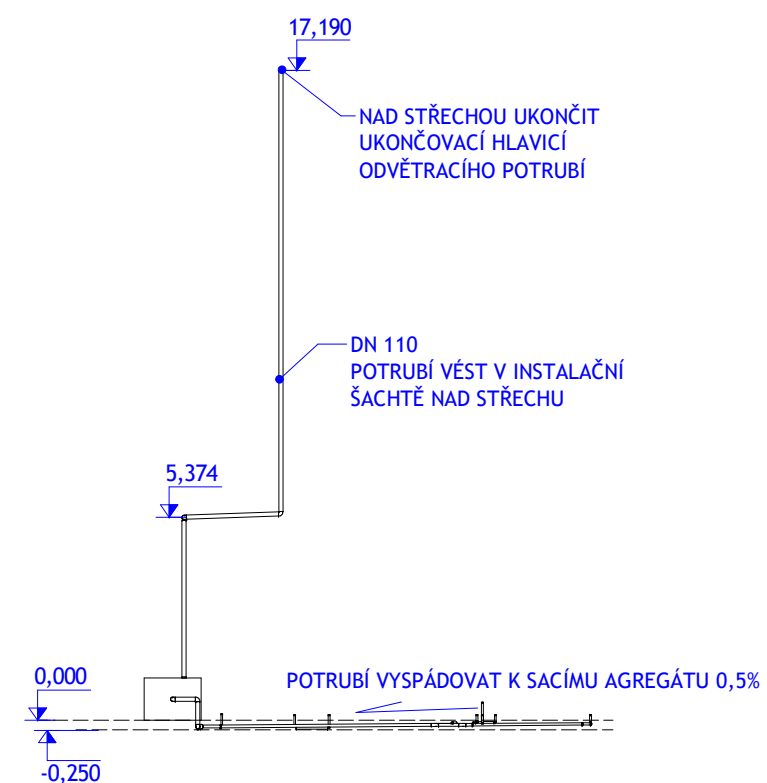 17,190
NAD STŘECHOU UKONČIT
UKONČOVACÍ HLAVICÍ
ODVĚTRACÍHO POTRUBÍ
DN 110
POTRUBÍ VÉST V INSTALAČNÍ
ŠACHTĚ NAD STŘECHU
5,374
0,000
POTRUBÍ VYSPÁDOVAT K SACÍMU AGREGÁTU 0,5%
-0,250